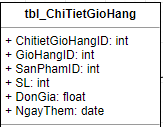 tbl_ChiTietGioHang
+ ChitietGioHangID: int
+ GioHangID: int
+ SanPhamID: int
+ SL: int
+ DonGia: float
+ NgayThem: date